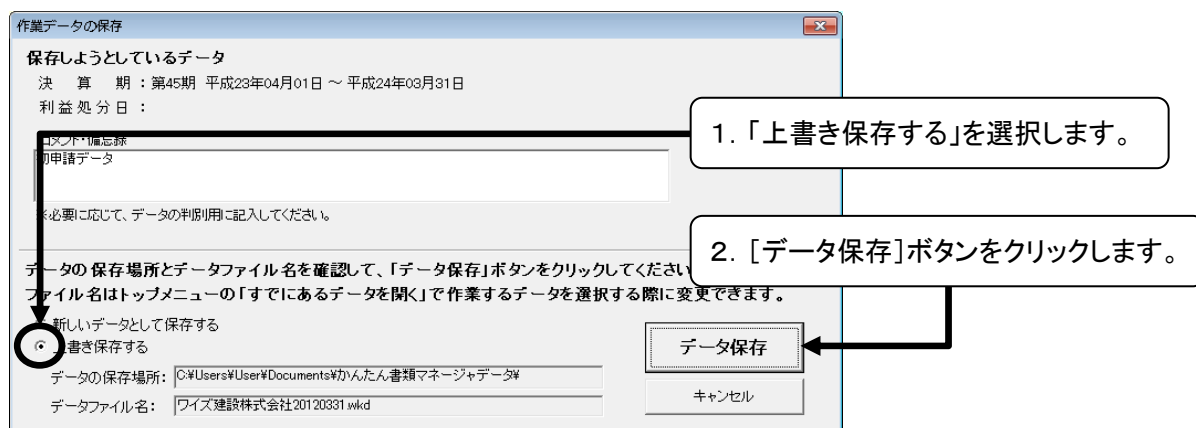 作業データの保存
保存しようとしているデータ
決 算 期：第45期 平成23年04月01日 ～ 平成24年03月31日
利益処分日：
コメント・備忘録
初申請データ
※必要に応じて、データの判別用に記入してください。
1．「上書き保存する」を選択します。
2．［データ保存］ボタンをクリックします。
データの保存場所とデータファイル名を確認して、「データ保存」ボタンをクリックしてください
ファイル名はトップメニューの「すでにあるデータを開く」で作業するデータを選択する際に変更できます。
新しいデータとして保存する
上書き保存する
データ保存
データの保存場所： C:¥Users¥User¥Documents¥かんたん書類マネージャデータ¥
キャンセル
データファイル名： ワイズ建設株式会社20120331.wkd